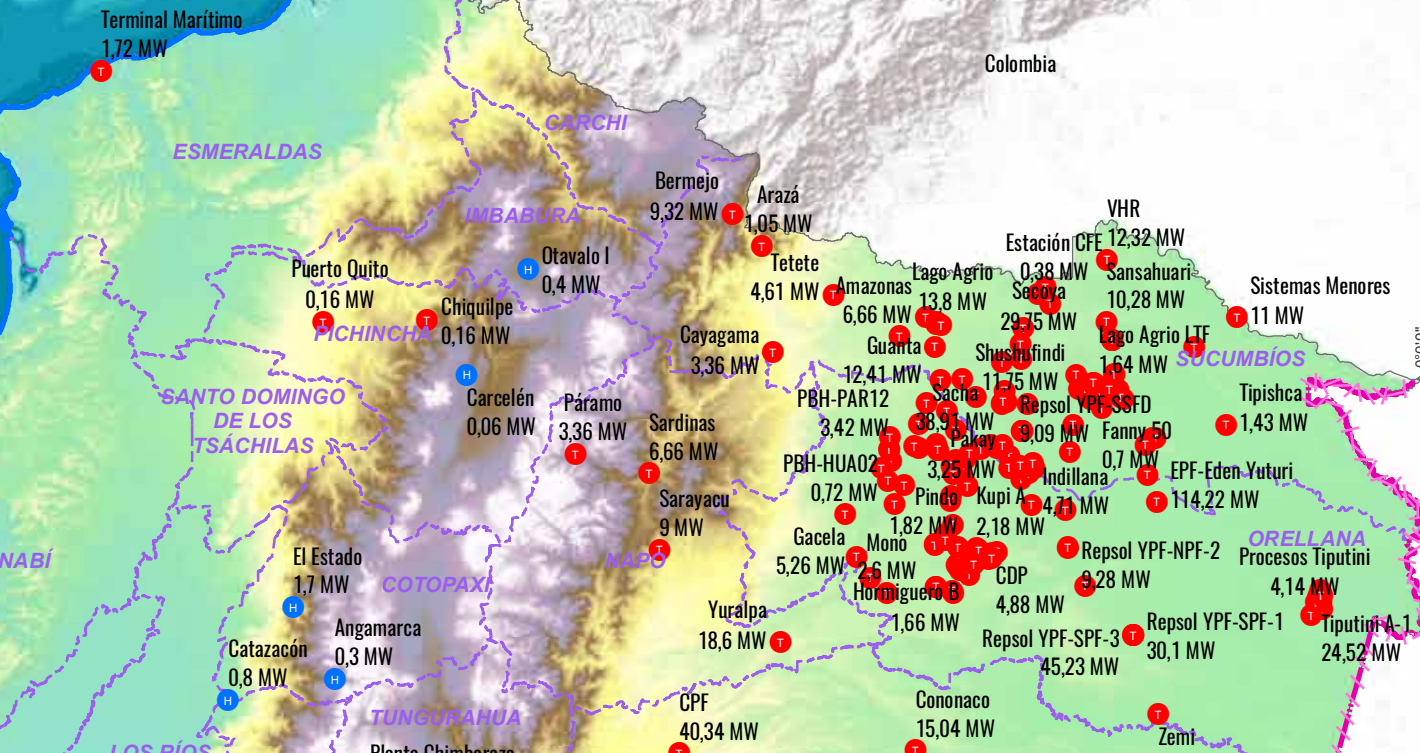 Terminal Marítimo
1,72 MW
Colombia
CARCHI
ESMERALDAS
Bermejo
9,32 MW
Arazá
1,05 MW
IMBABURA
VHR
12,32 MW
Estación CFE
0,38 MW
Otavalo I
0,4 MW
Puerto Quito
0,16 MW
Tetete
4,61 MW
Amazonas
6,66 MW
Lago Agrio
13,8 MW
Secoya
29,75 MW
Sansahuari
10,28 MW
Sistemas Menores
11 MW
Chiquilpe
0,16 MW
PICHINCHA
Cayagama
3,36 MW
Guanta
12,41 MW
Shushufindi
11,75 MW
Lago Agrio LTF
1,64 MW
SUCUMBÍOS
0°0'0"
Carcelén
0,06 MW
SANTO DOMINGO
DE LOS
TSÁCHILAS
Páramo
3,36 MW
Sardinas
6,66 MW
PBH-PAR12
3,42 MW
Sacha
38,91 MW
Repsol YPF-SSFD
9,09 MW
Tipishca
1,43 MW
Fanny 50
0,7 MW
Pakay
3,25 MW
PBH-HUA02
0,72 MW
Indillana
4,71 MW
EPF-Eden Yuturi
114,22 MW
Sarayacu
9 MW
Pindo
1,82 MW
Kupi A
2,18 MW
ORELLANA
Gacela
5,26 MW
Mono
2,6 MW
Repsol YPF-NPF-2
9,28 MW
Procesos Tiputini
4,14 MW
NABÍ
El Estado
1,7 MW
COTOPAXI
NAPO
CDP
4,88 MW
Hormiguero B
1,66 MW
Yuralpa
18,6 MW
Angamarca
0,3 MW
Catazacón
0,8 MW
Repsol YPF-SPF-3
45,23 MW
Repsol YPF-SPF-1
30,1 MW
Tiputini A-1
24,52 MW
CPF
40,34 MW
Cononaco
15,04 MW
TUNGURAHUA
Zemi
LOS RÍOS
Planta Chimborazo